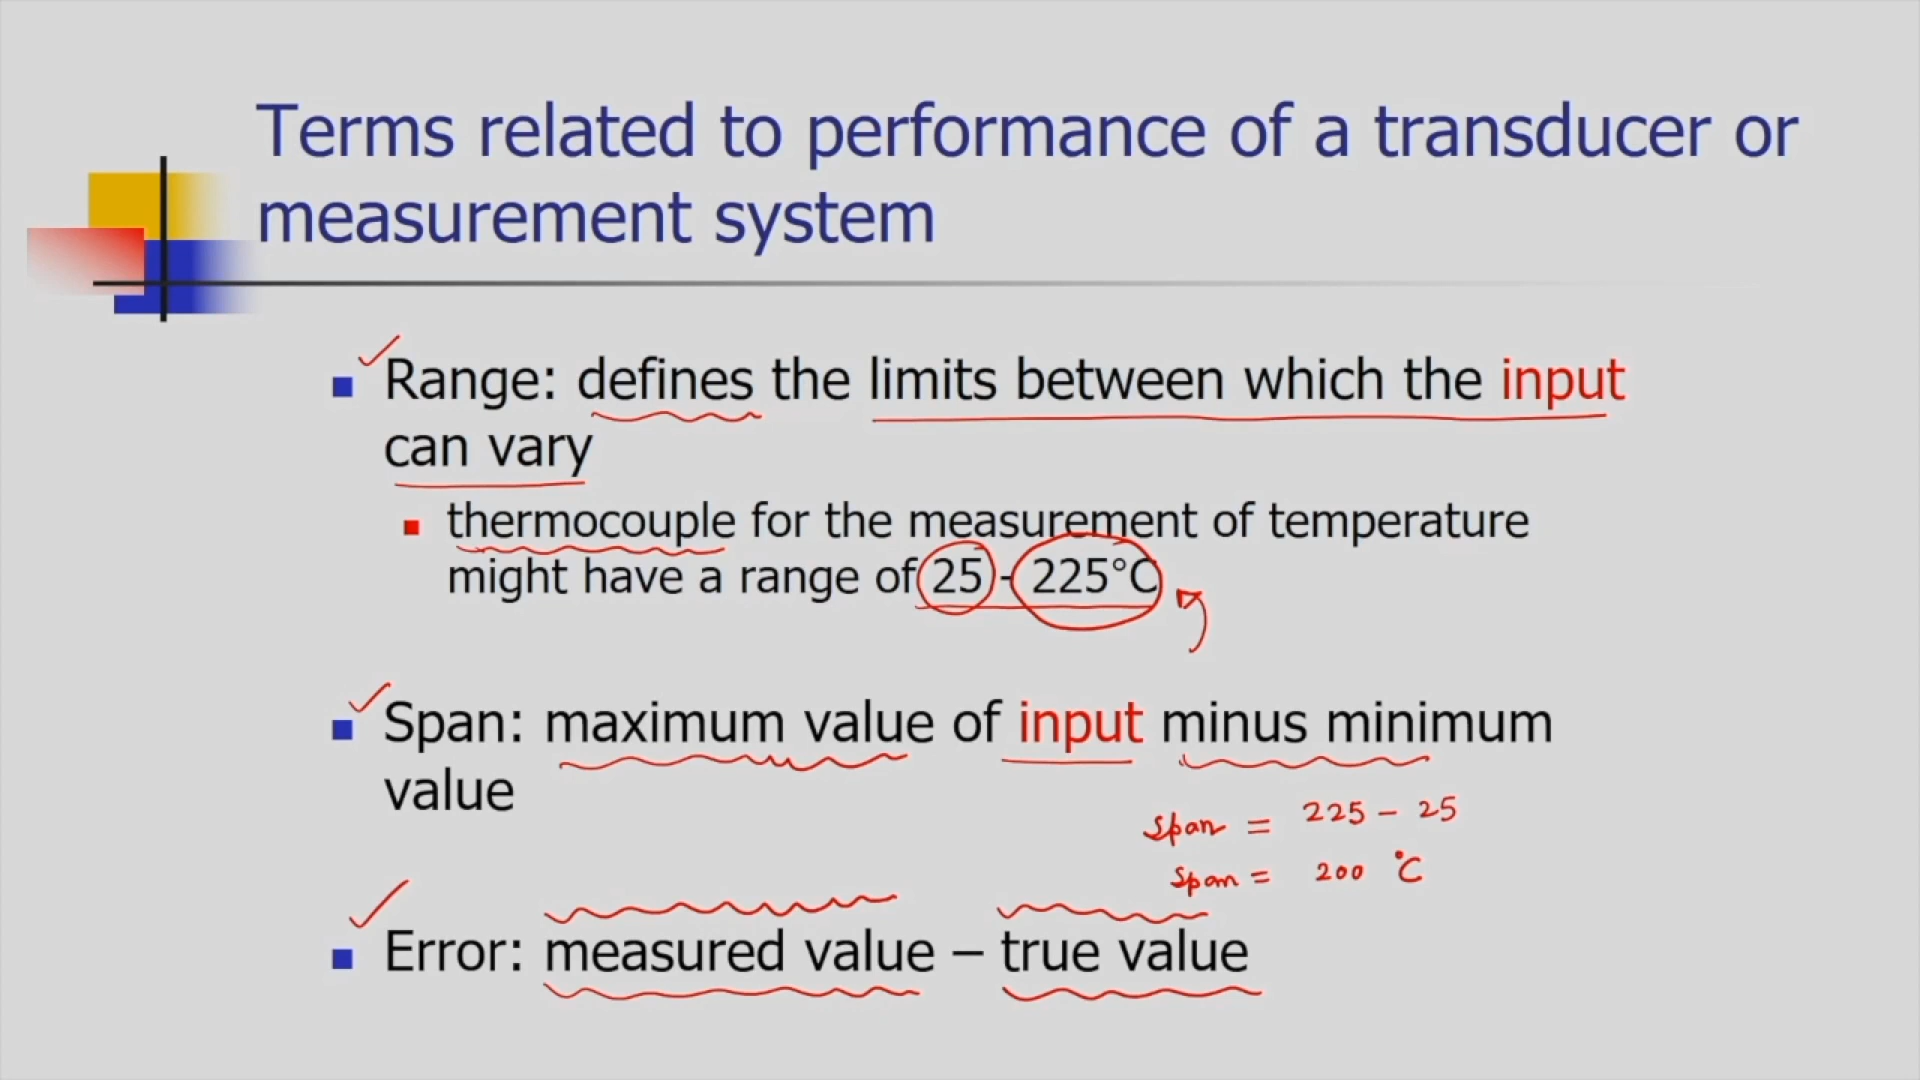 Terms related to performance of a transducer or
measurement system
Range: defines the limits between which the input
can vary
thermocouple for the measurement of temperature
might have a range of 25 - 225°C
Span: maximum value of input minus minimum
value
span = 225 - 25
span = 200 °C
Error: measured value – true value